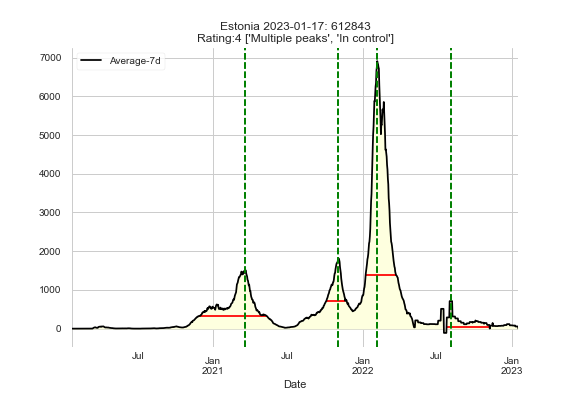 Estonia 2023-01-17: 612843
Rating:4 ['Multiple peaks', 'In control']
Average-7d
7000
6000
5000
4000
3000
2000
1000
0
Jul
Jan
2021
Jul
Jan
2022
Jul
Jan
2023
Date